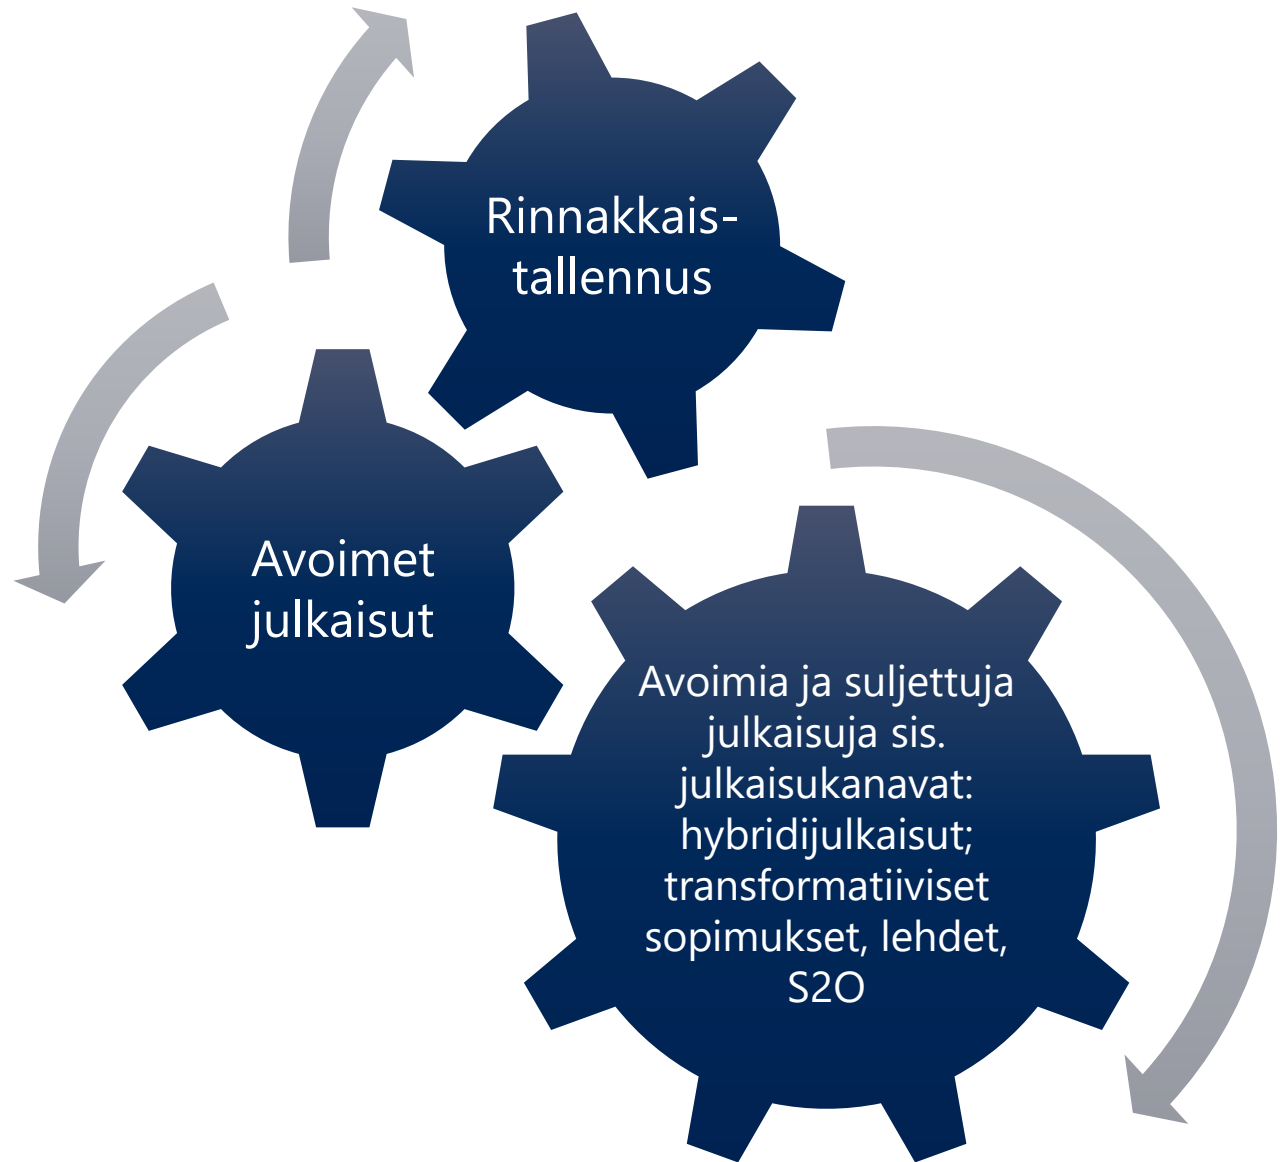 Rinnakkais-
tallennus
Avoimet
julkaisut
Avoimia ja suljettuja
julkaisuja sis.
julkaisukanavat:
hybridijulkaisut;
transformatiiviset
sopimukset, lehdet,
S2O